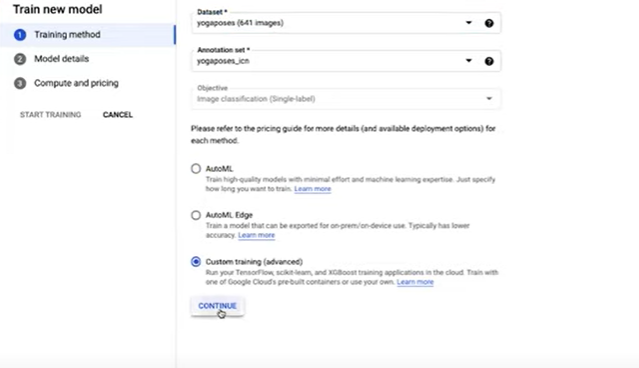 Train new model
1 Training method
2 Model details
3 Compute and pricing
START TRAINING CANCEL
Dataset *
yogaposes (641 images)
Annotation set *
yogaposes_icn
Objective
Image classification (Single-label)
Please refer to the pricing guide for more details (and available deployment options) for
each method.
AutoML
Train high-quality models with minimal effort and machine learning expertise. Just specify
how long you want to train. Learn more
AutoML Edge
Train a model that can be exported for on-prem/on-device use. Typically has lower
accuracy. Learn more
Custom training (advanced)
Run your TensorFlow, scikit-learn, and XGBoost training applications in the cloud. Train with
one of Google Cloud's pre-built containers or use your own. Learn more
CONTINUE